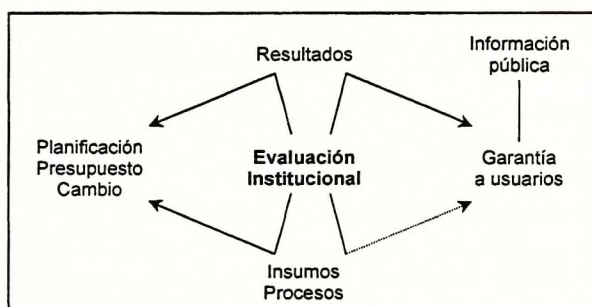 Resultados
Información
pública
Planificación
Presupuesto
Cambio
Evaluación
Institucional
Garantía
a usuarios
Insumos
Procesos